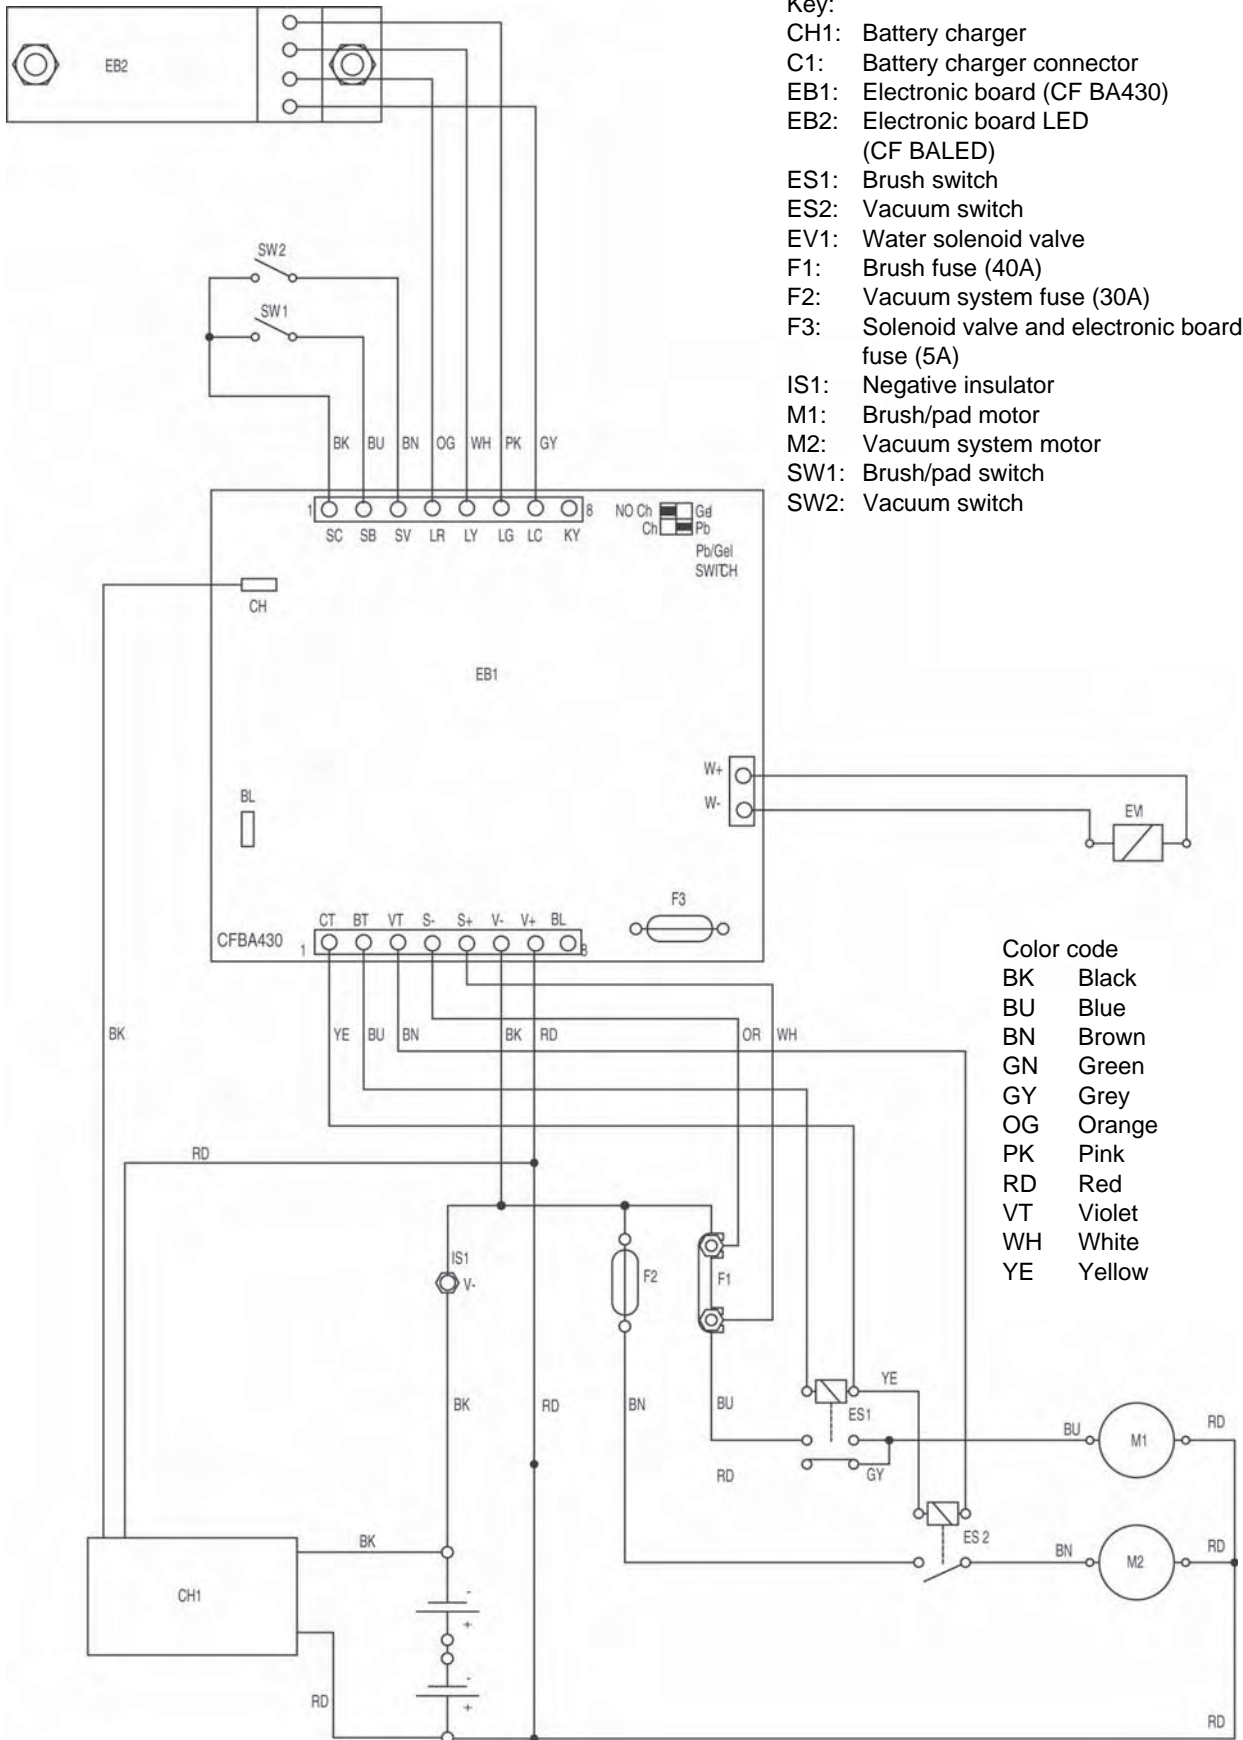 Key:
CH1: Battery charger
C1: Battery charger connector
EB1: Electronic board (CF BA430)
EB2: Electronic board LED
(CF BALED)
ES1: Brush switch
ES2: Vacuum switch
EV1: Water solenoid valve
F1: Brush fuse (40A)
F2: Vacuum system fuse (30A)
F3: Solenoid valve and electronic board
fuse (5A)
IS1: Negative insulator
M1: Brush/pad motor
M2: Vacuum system motor
SW1: Brush/pad switch
SW2: Vacuum switch
EB2
SW2
SW1
BK BU BN OG WH PK GY
1 8
SC SB SV LR LY LG LC KY
NO Ch Gel
Ch Pb
Pb/Gel
SWITCH
CH
EB1
W+
W-
BL
EV1
F3
CT BT VT S- S+ V- V+ BL
CFBA430
1 8
BK
YE BU BN BK RD OR WH
RD
Color code
BK Black
BU Blue
BN Brown
GN Green
GY Grey
OG Orange
PK Pink
RD Red
VT Violet
WH White
YE Yellow
IS1
V-
F2
F1
YE
BK RD BN BU
ES1
BU
M1
RD
RD
GY
ES 2
BK
BN
M2
RD
CH1
-
+
-
+
RD
RD